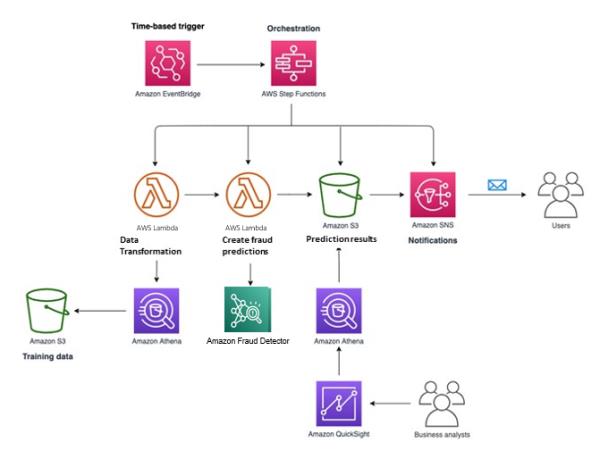 Time-based trigger
Orchestration
Amazon EventBridge
AWS Step Functions
AWS Lambda
AWS Lambda
Amazon S3
Amazon SNS
Users
Data
Transformation
Create fraud
predictions
Prediction results
Notifications
Amazon S3
Amazon Athena
Amazon Fraud Detector
Amazon Athena
Training data
Amazon QuickSight
Business analysts